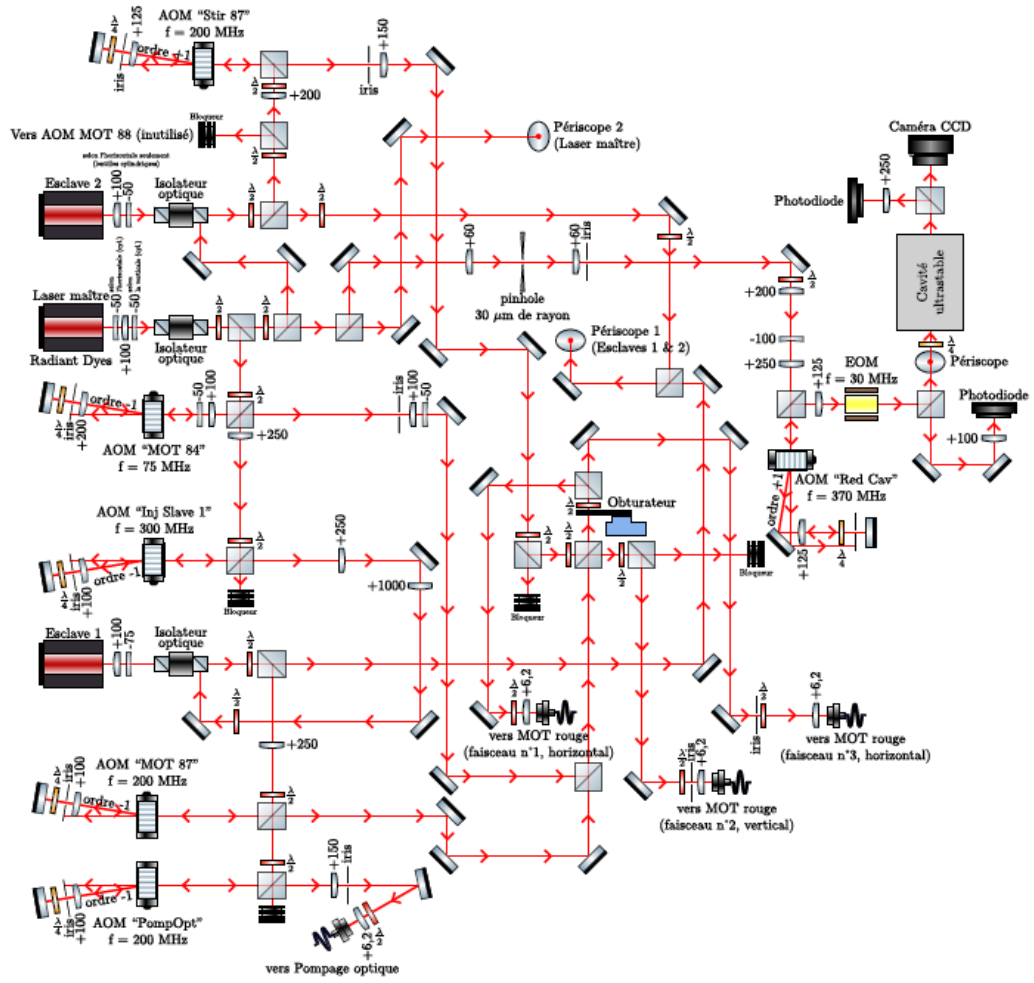 AOM “Stir 87”
f = 200 MHz
λ/4
+125
ordre +1
iris
λ/2
+200
iris
+150
Bloqueur
Vers AOM MOT 88 (inutilisé)
λ/2
Périscope 2
(Laser maître)
Caméra CCD
+250
Photodiode
selon l'horizontale seulement
(lentilles cylindriques)
Esclave 2
+100
-50
Isolateur
optique
λ/2
λ/2
λ/2
+60
+60
iris
pinhole
30 μm de rayon
λ/2
+200
-100
+250
Cavité
ultrastable
λ/4
Périscope
Laser maître
Radiant Dyes
-50
+100
-50
Isolateur
optique
λ/2
λ/2
Périscope 1
(Esclaves 1 & 2)
+125
EOM
f = 30 MHz
Photodiode
+100
λ/4
iris
+200
ordre -1
-50
+100
λ/2
+250
AOM “MOT 84”
f = 75 MHz
iris
+100
-50
AOM “Red Cav”
f = 370 MHz
ordre +1
+125
λ/4
Obturateur
λ/2
λ/2
λ/2
λ/2
Bloqueur
Bloqueur
AOM “Inj Slave 1”
f = 300 MHz
λ/4
iris
+100
ordre -1
λ/2
Bloqueur
+250
+1000
Esclave 1
+100
-75
Isolateur
optique
λ/2
λ/2
+250
λ/2
+6,2
vers MOT rouge
(faisceau n°1, horizontal)
iris
λ/2
+6,2
vers MOT rouge
(faisceau n°3, horizontal)
λ/2
iris
+6,2
vers MOT rouge
(faisceau n°2, vertical)
AOM “MOT 87”
f = 200 MHz
λ/4
iris
+100
ordre -1
λ/2
λ/4
iris
+100
ordre -1
AOM “PompOpt”
f = 200 MHz
λ/2
+150
iris
+6,2
λ/2
vers Pompage optique